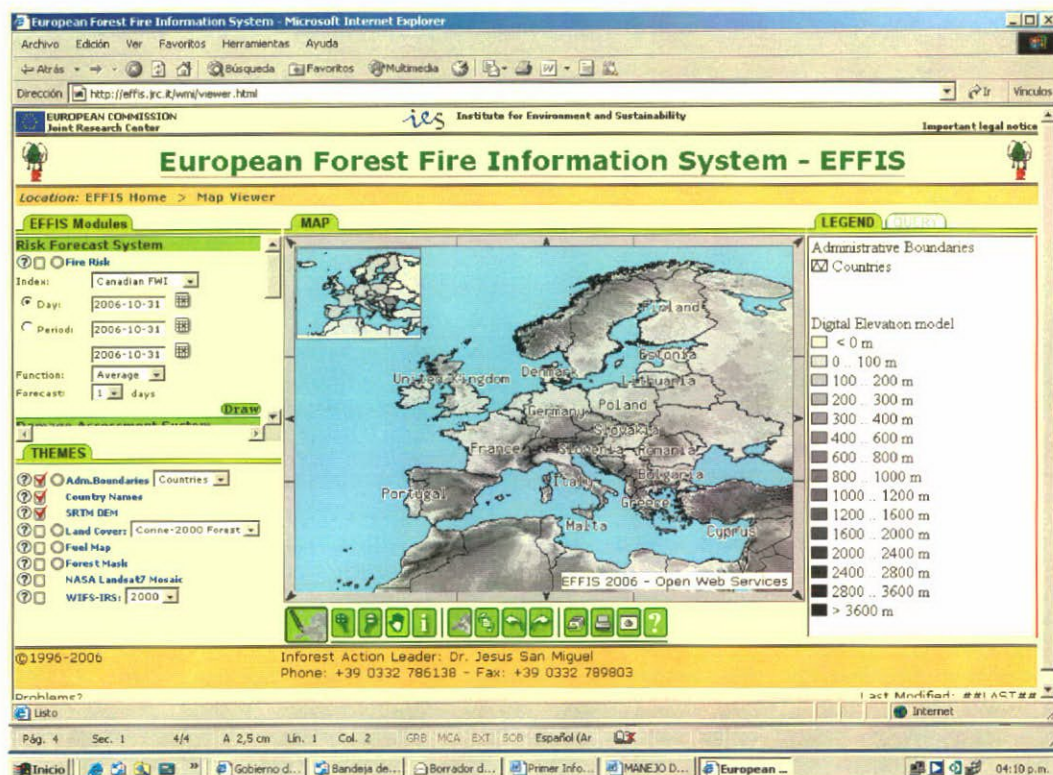 European Forest Fire Information System - Microsoft Internet Explorer
Archivo Edición Ver Favoritos Herramientas Ayuda
Atrás Búsqueda Favoritos Multimedia
Dirección http://effis.jrc.it/wmi/viewer.html Ir Vínculos
EUROPEAN COMMISSION
Joint Research Center
ies Institute for Environment and Sustainability
Important legal notice
European Forest Fire Information System - EFFIS
Location: EFFIS Home > Map Viewer
EFFIS Modules
Risk Forecast System
Fire Risk
Index: Canadian FWI
Day: 2006-10-31
Period: 2006-10-31
2006-10-31
Function: Average
Forecast: 1 days
Draw
Damage Assessment System
THEMES
Adm.Boundaries Countries
Country Names
SRTM DEM
Land Cover: Corine-2000 Forest
Fuel Map
Forest Mask
NASA Landsat7 Mosaic
WIFS-IRS: 2000
MAP
Finland
Estonia
Denmark
Lithuania
United Kingdom
Germany
Poland
Slovakia
France
Slovenia
Romania
Italy
Bulgaria
Portugal
Greece
Malta
Cyprus
EFFIS 2006 - Open Web Services
LEGEND QUERY
Administrative Boundaries
Countries
Digital Elevation model
< 0 m
0 .. 100 m
100 .. 200 m
200 .. 300 m
300 .. 400 m
400 .. 600 m
600 .. 800 m
800 .. 1000 m
1000 .. 1200 m
1200 .. 1600 m
1600 .. 2000 m
2000 .. 2400 m
2400 .. 2800 m
2800 .. 3600 m
> 3600 m
©1996-2006
Inforest Action Leader: Dr. Jesus San Miguel
Phone: +39 0332 786138 - Fax: +39 0332 789803
Problems?
Last Modified: ##LAST##
Listo
Internet
Pág. 4 Sec. 1 4/4 A 2,5 cm Lín. 1 Col. 2 GRB MCA EXT SOB Español (Ar
Inicio » Gobierno d... Bandeja de... Borrador d... Primer Info... MANEJO D... European ... 04:10 p.m.